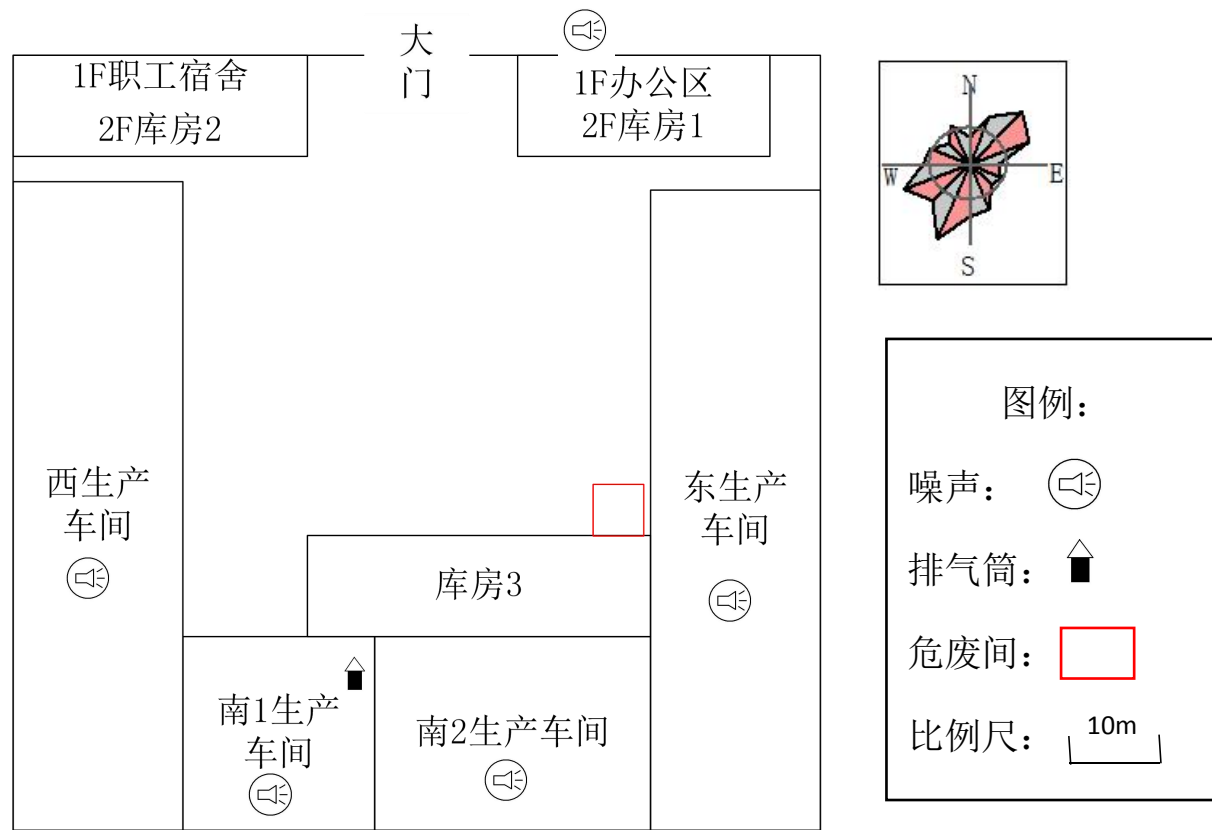 大
门
1F职工宿舍
2F库房2
1F办公区
2F库房1
N
W
E
S
西生产
车间
东生产
车间
库房3
南1生产
车间
南2生产车间
图例：
噪声：
排气筒：
危废间：
比例尺：
10m